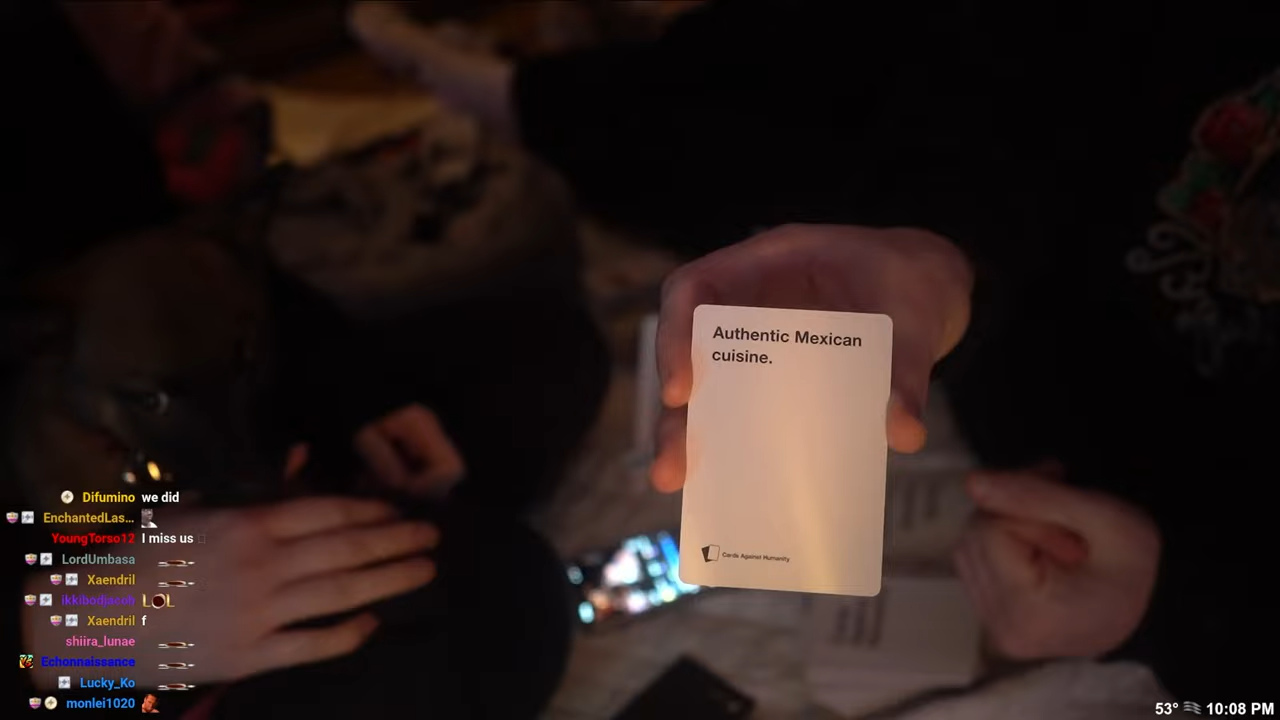 Authentic Mexican
cuisine.
Cards Against Humanity
Difumino we did
EnchantedLas...
YoungTorso12 I miss us
LordUmbasa
Xaendril
ikkibodjacob LOL
Xaendril f
shiira_lunae
Echonnaissance
Lucky_Ko
monlei1020
53° 10:08 PM